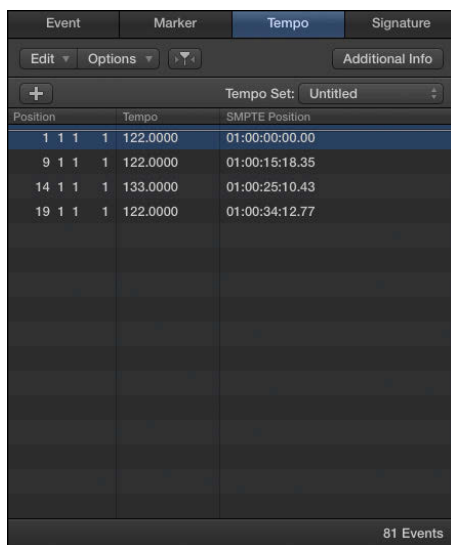 Event Marker Tempo Signature
Edit Options Additional Info
Tempo Set: Untitled
Position Tempo SMPTE Position
1 1 1 1 122.0000 01:00:00:00.00
9 1 1 1 122.0000 01:00:15:18.35
14 1 1 1 133.0000 01:00:25:10.43
19 1 1 1 122.0000 01:00:34:12.77
81 Events